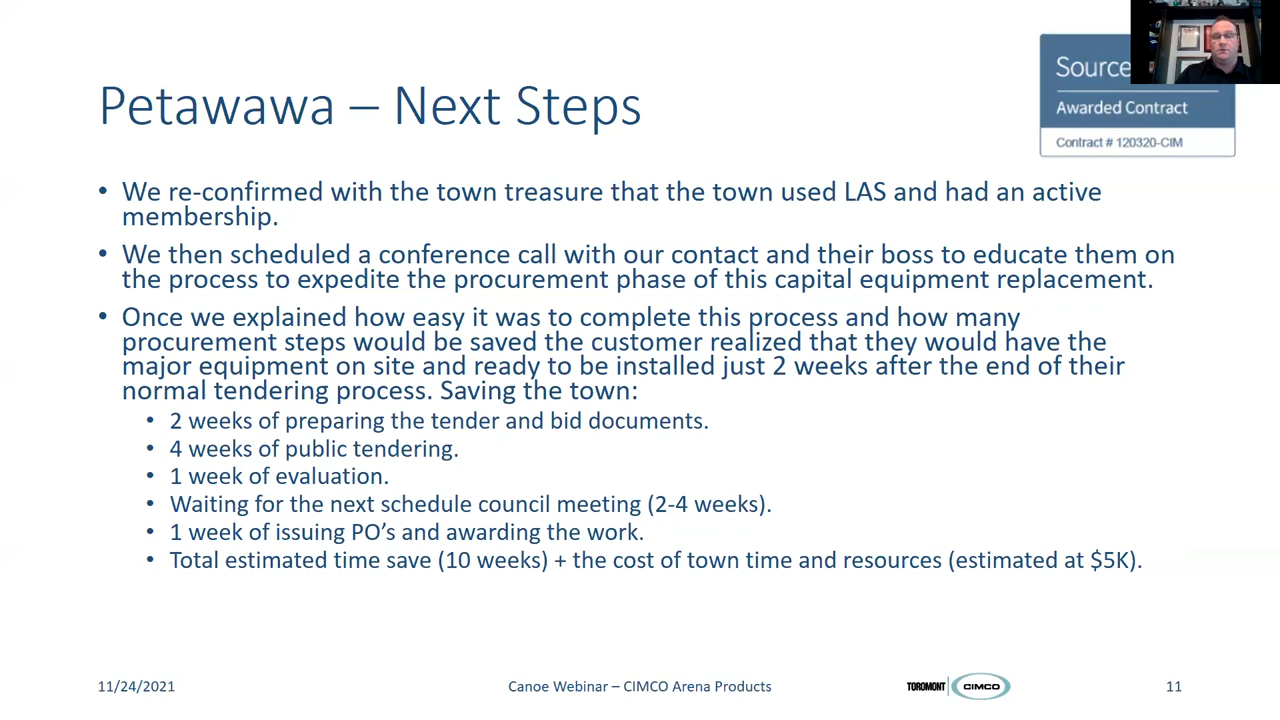 Source
Awarded Contract
Contract # 120320-CIM
Petawawa – Next Steps
• We re-confirmed with the town treasure that the town used LAS and had an active
membership.
• We then scheduled a conference call with our contact and their boss to educate them on
the process to expedite the procurement phase of this capital equipment replacement.
• Once we explained how easy it was to complete this process and how many
procurement steps would be saved the customer realized that they would have the
major equipment on site and ready to be installed just 2 weeks after the end of their
normal tendering process. Saving the town:
• 2 weeks of preparing the tender and bid documents.
• 4 weeks of public tendering.
• 1 week of evaluation.
• Waiting for the next schedule council meeting (2-4 weeks).
• 1 week of issuing PO’s and awarding the work.
• Total estimated time save (10 weeks) + the cost of town time and resources (estimated at $5K).
11/24/2021
Canoe Webinar – CIMCO Arena Products
TOROMONT
CIMCO
11